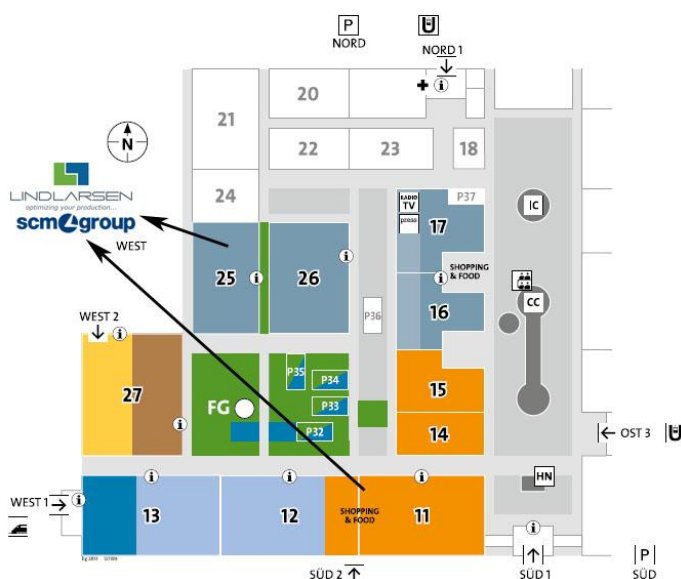 P
NORD
U
NORD 1
20
21
22
23
18
N
24
P37
RADIO
TV
press
17
IC
LINDLARSEN
optimizing your production...
scm group
WEST
25
26
SHOPPING
& FOOD
CC
16
P36
WEST 2
27
P35
P34
P33
P32
FG
15
14
OST 3
U
HN
WEST 1
13
12
SHOPPING
& FOOD
11
SÜD 2
SÜD 1
P
SÜD